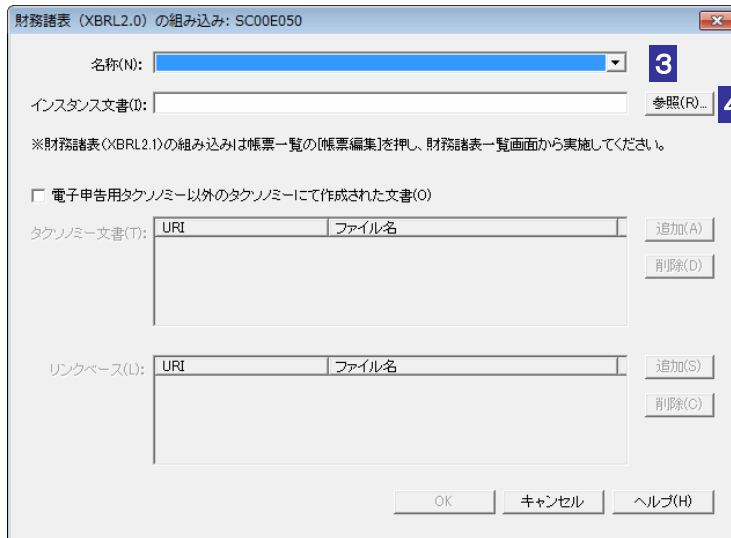 財務諸表（XBRL2.0）の組み込み: SC00E050
名称(N): 3
インスタンス文書(I): 参照(R)... 4
※財務諸表(XBRL2.1)の組み込みは帳票一覧の[帳票編集]を押し、財務諸表一覧画面から実施してください。
電子申告用タクソノミー以外のタクソノミーにて作成された文書(O)
タクソノミー文書(T): URI ファイル名 追加(A)
削除(D)
リンクベース(L): URI ファイル名 追加(S)
削除(C)
OK キャンセル ヘルプ(H)